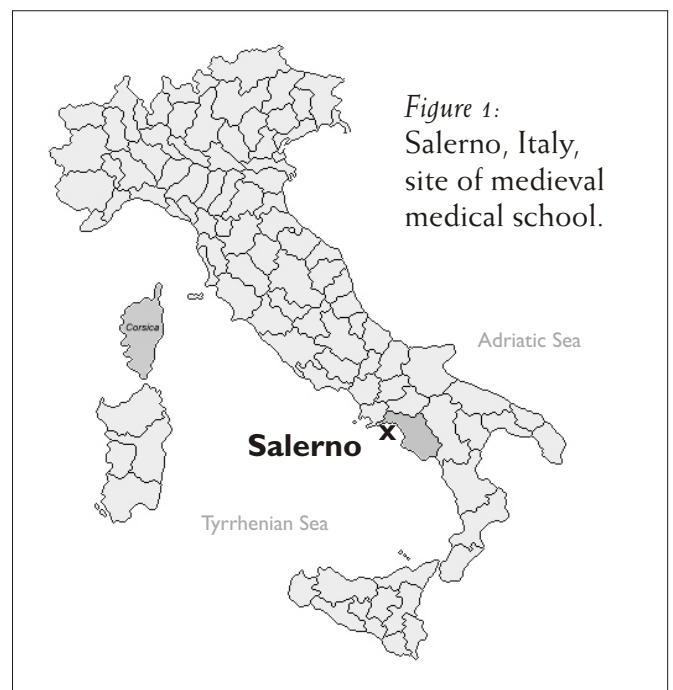 Figure 1:
Salerno, Italy,
site of medieval
medical school.
Corsica
Adriatic Sea
Salerno
x
Tyrrhenian Sea